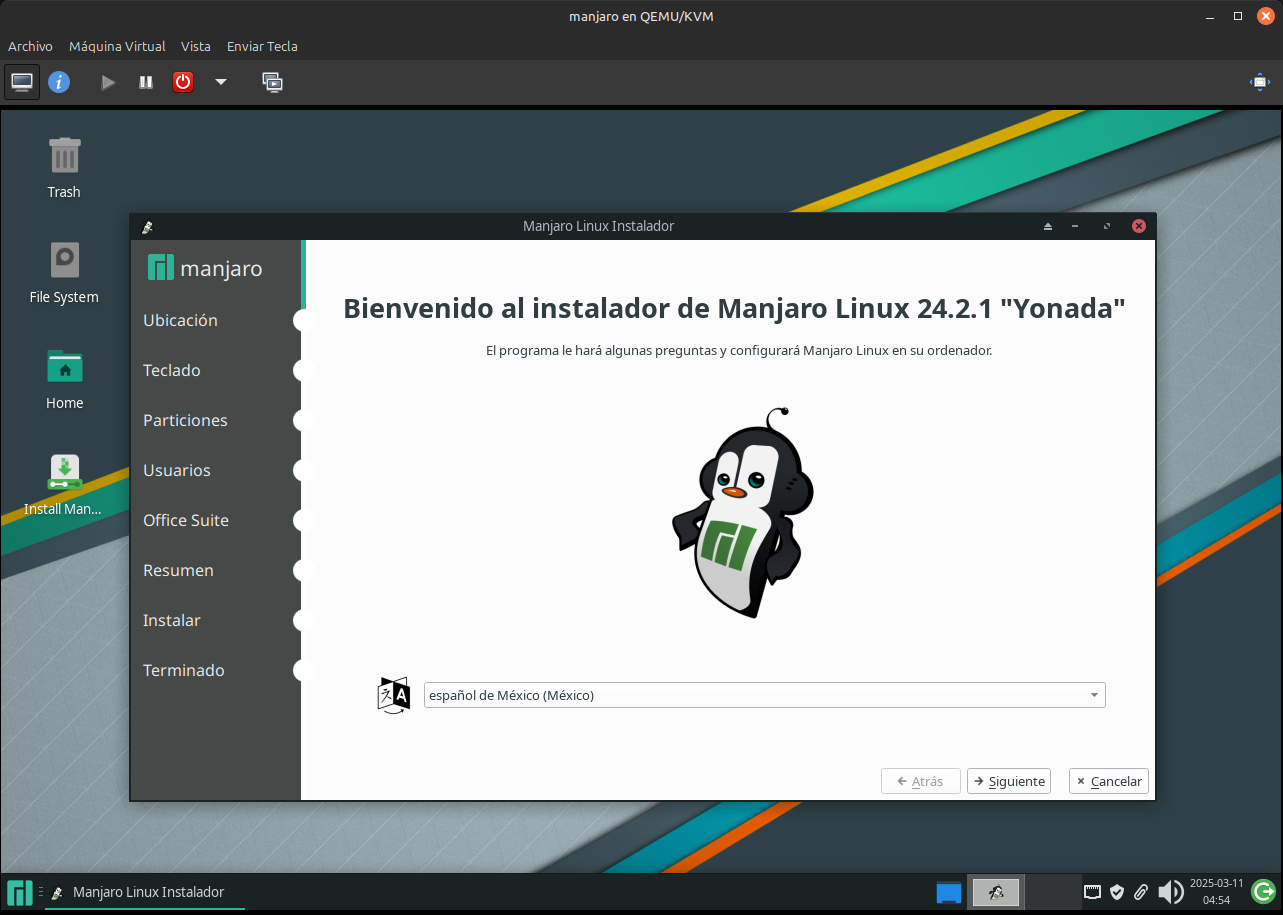 manjaro en QEMU/KVM
Archivo Máquina Virtual Vista Enviar Tecla
Trash
File System
Home
Install Man...
Manjaro Linux Instalador
manjaro
Ubicación
Teclado
Particiones
Usuarios
Office Suite
Resumen
Instalar
Terminado
Bienvenido al instalador de Manjaro Linux 24.2.1 "Yonada"
El programa le hará algunas preguntas y configurará Manjaro Linux en su ordenador.
español de México (México)
Atrás Siguiente Cancelar
Manjaro Linux Instalador
2025-03-11
04:54